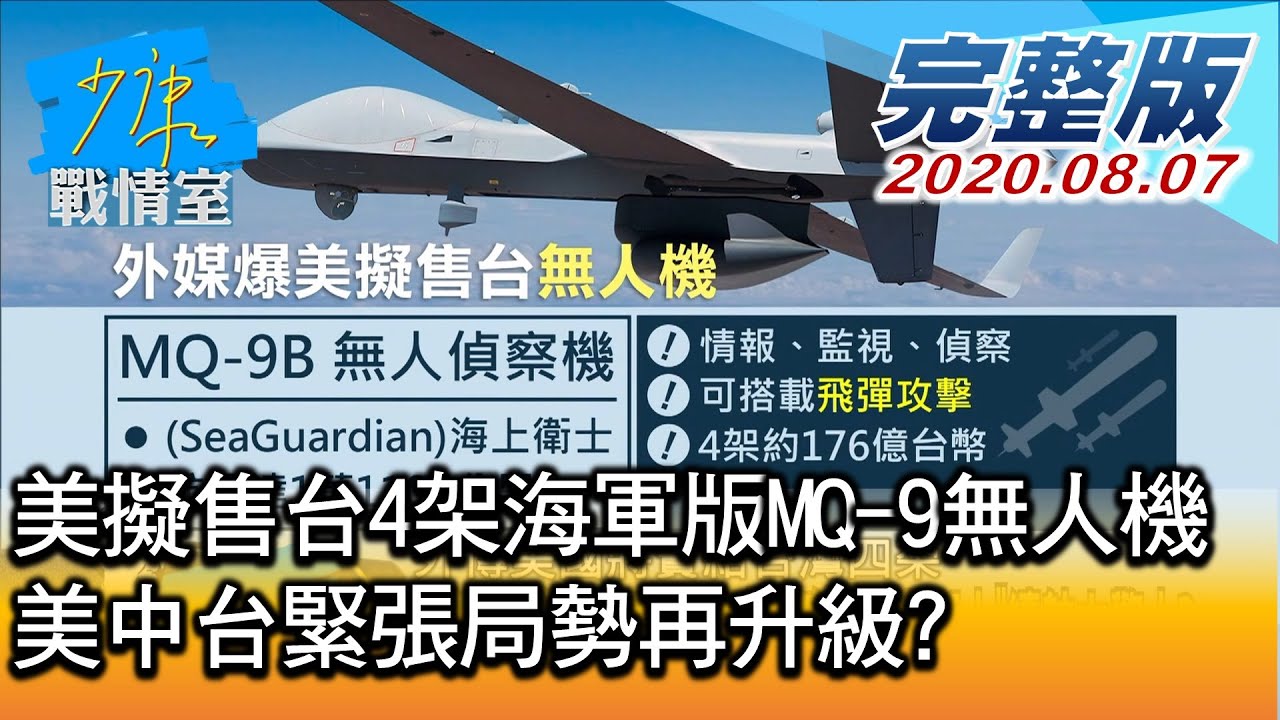 少康
戰情室
完整版
2020.08.07
外媒爆美擬售台無人機
MQ-9B 無人偵察機
● (SeaGuardian)海上衛士
! 情報、監視、偵察
! 可搭載飛彈攻擊
! 4架約176億台幣
美擬售台4架海軍版MQ-9無人機
美中台緊張局勢再升級?